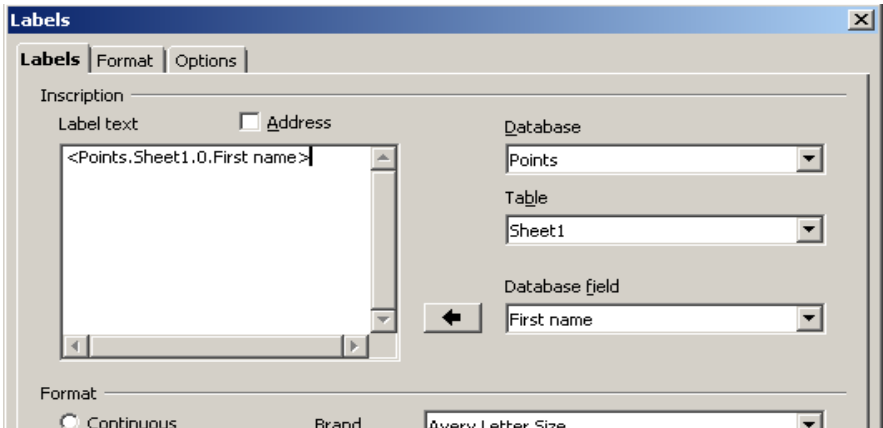 Labels
Labels Format Options
Inscription
Label text Address
<Points.Sheet1.0.First name>
Database
Points
Table
Sheet1
Database field
First name
Format
Continuous Brand Avery Letter Size